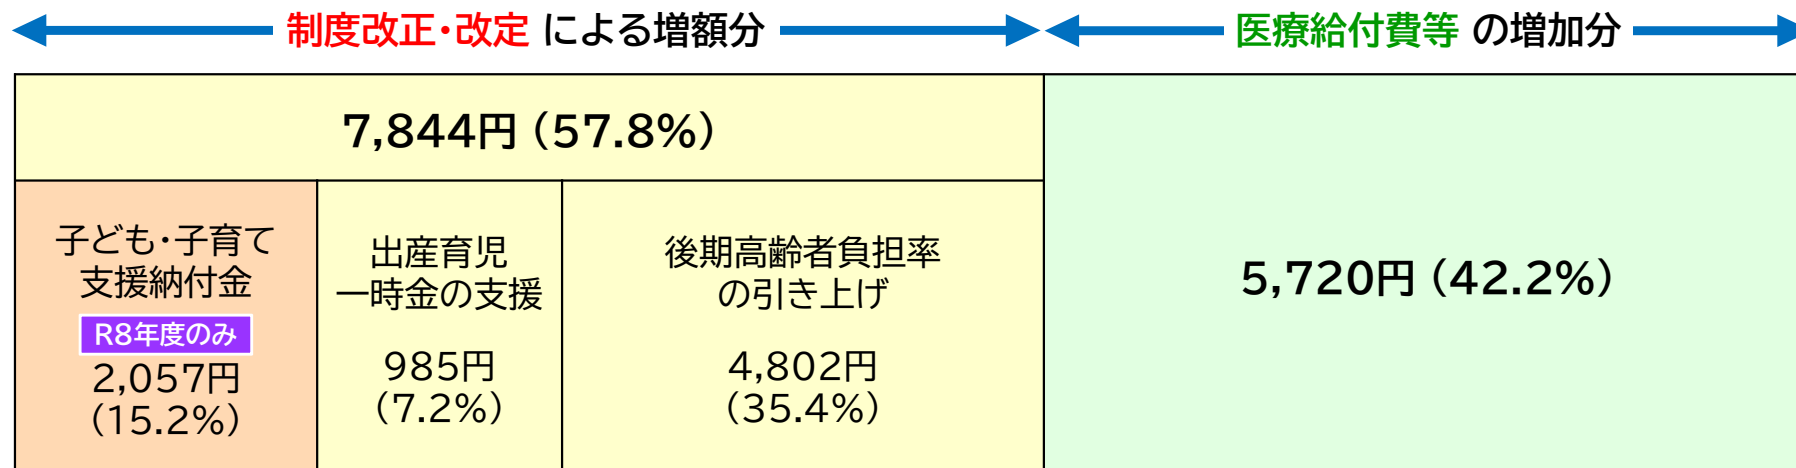 制度改正・改定 による増額分
医療給付費等 の増加分
7,844円（57.8%）
子ども・子育て
支援納付金
R8年度のみ
2,057円
（15.2%）
出産育児
一時金の支援
985円
（7.2%）
後期高齢者負担率
の引き上げ
4,802円
（35.4%）
5,720円（42.2%）